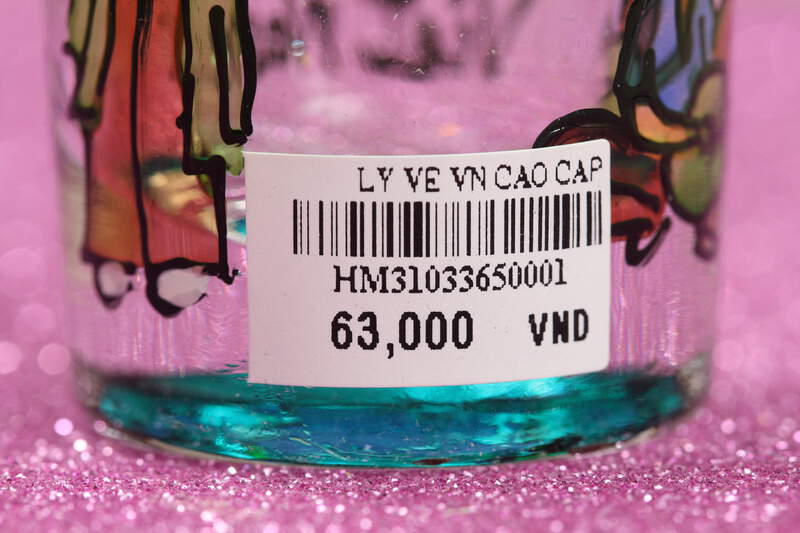 LY VE VN CAO CAP
HM31033650001
63,000 VND